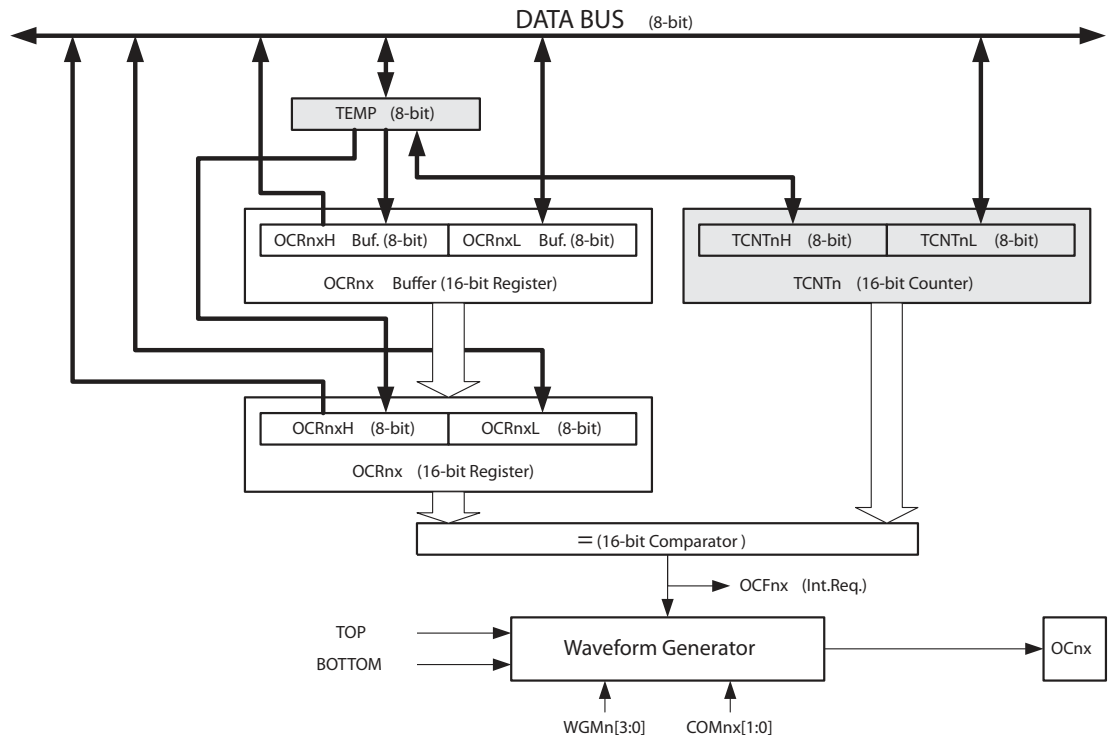 DATA BUS (8-bit)
TEMP (8-bit)
OCRnxH Buf. (8-bit) OCRnxL Buf. (8-bit)
OCRnx Buffer (16-bit Register)
TCNTnH (8-bit) TCNTnL (8-bit)
TCNTn (16-bit Counter)
OCRnxH (8-bit) OCRnxL (8-bit)
OCRnx (16-bit Register)
= (16-bit Comparator )
OCFnx (Int.Req.)
TOP
BOTTOM
Waveform Generator
OCnx
WGMn[3:0] COMnx[1:0]